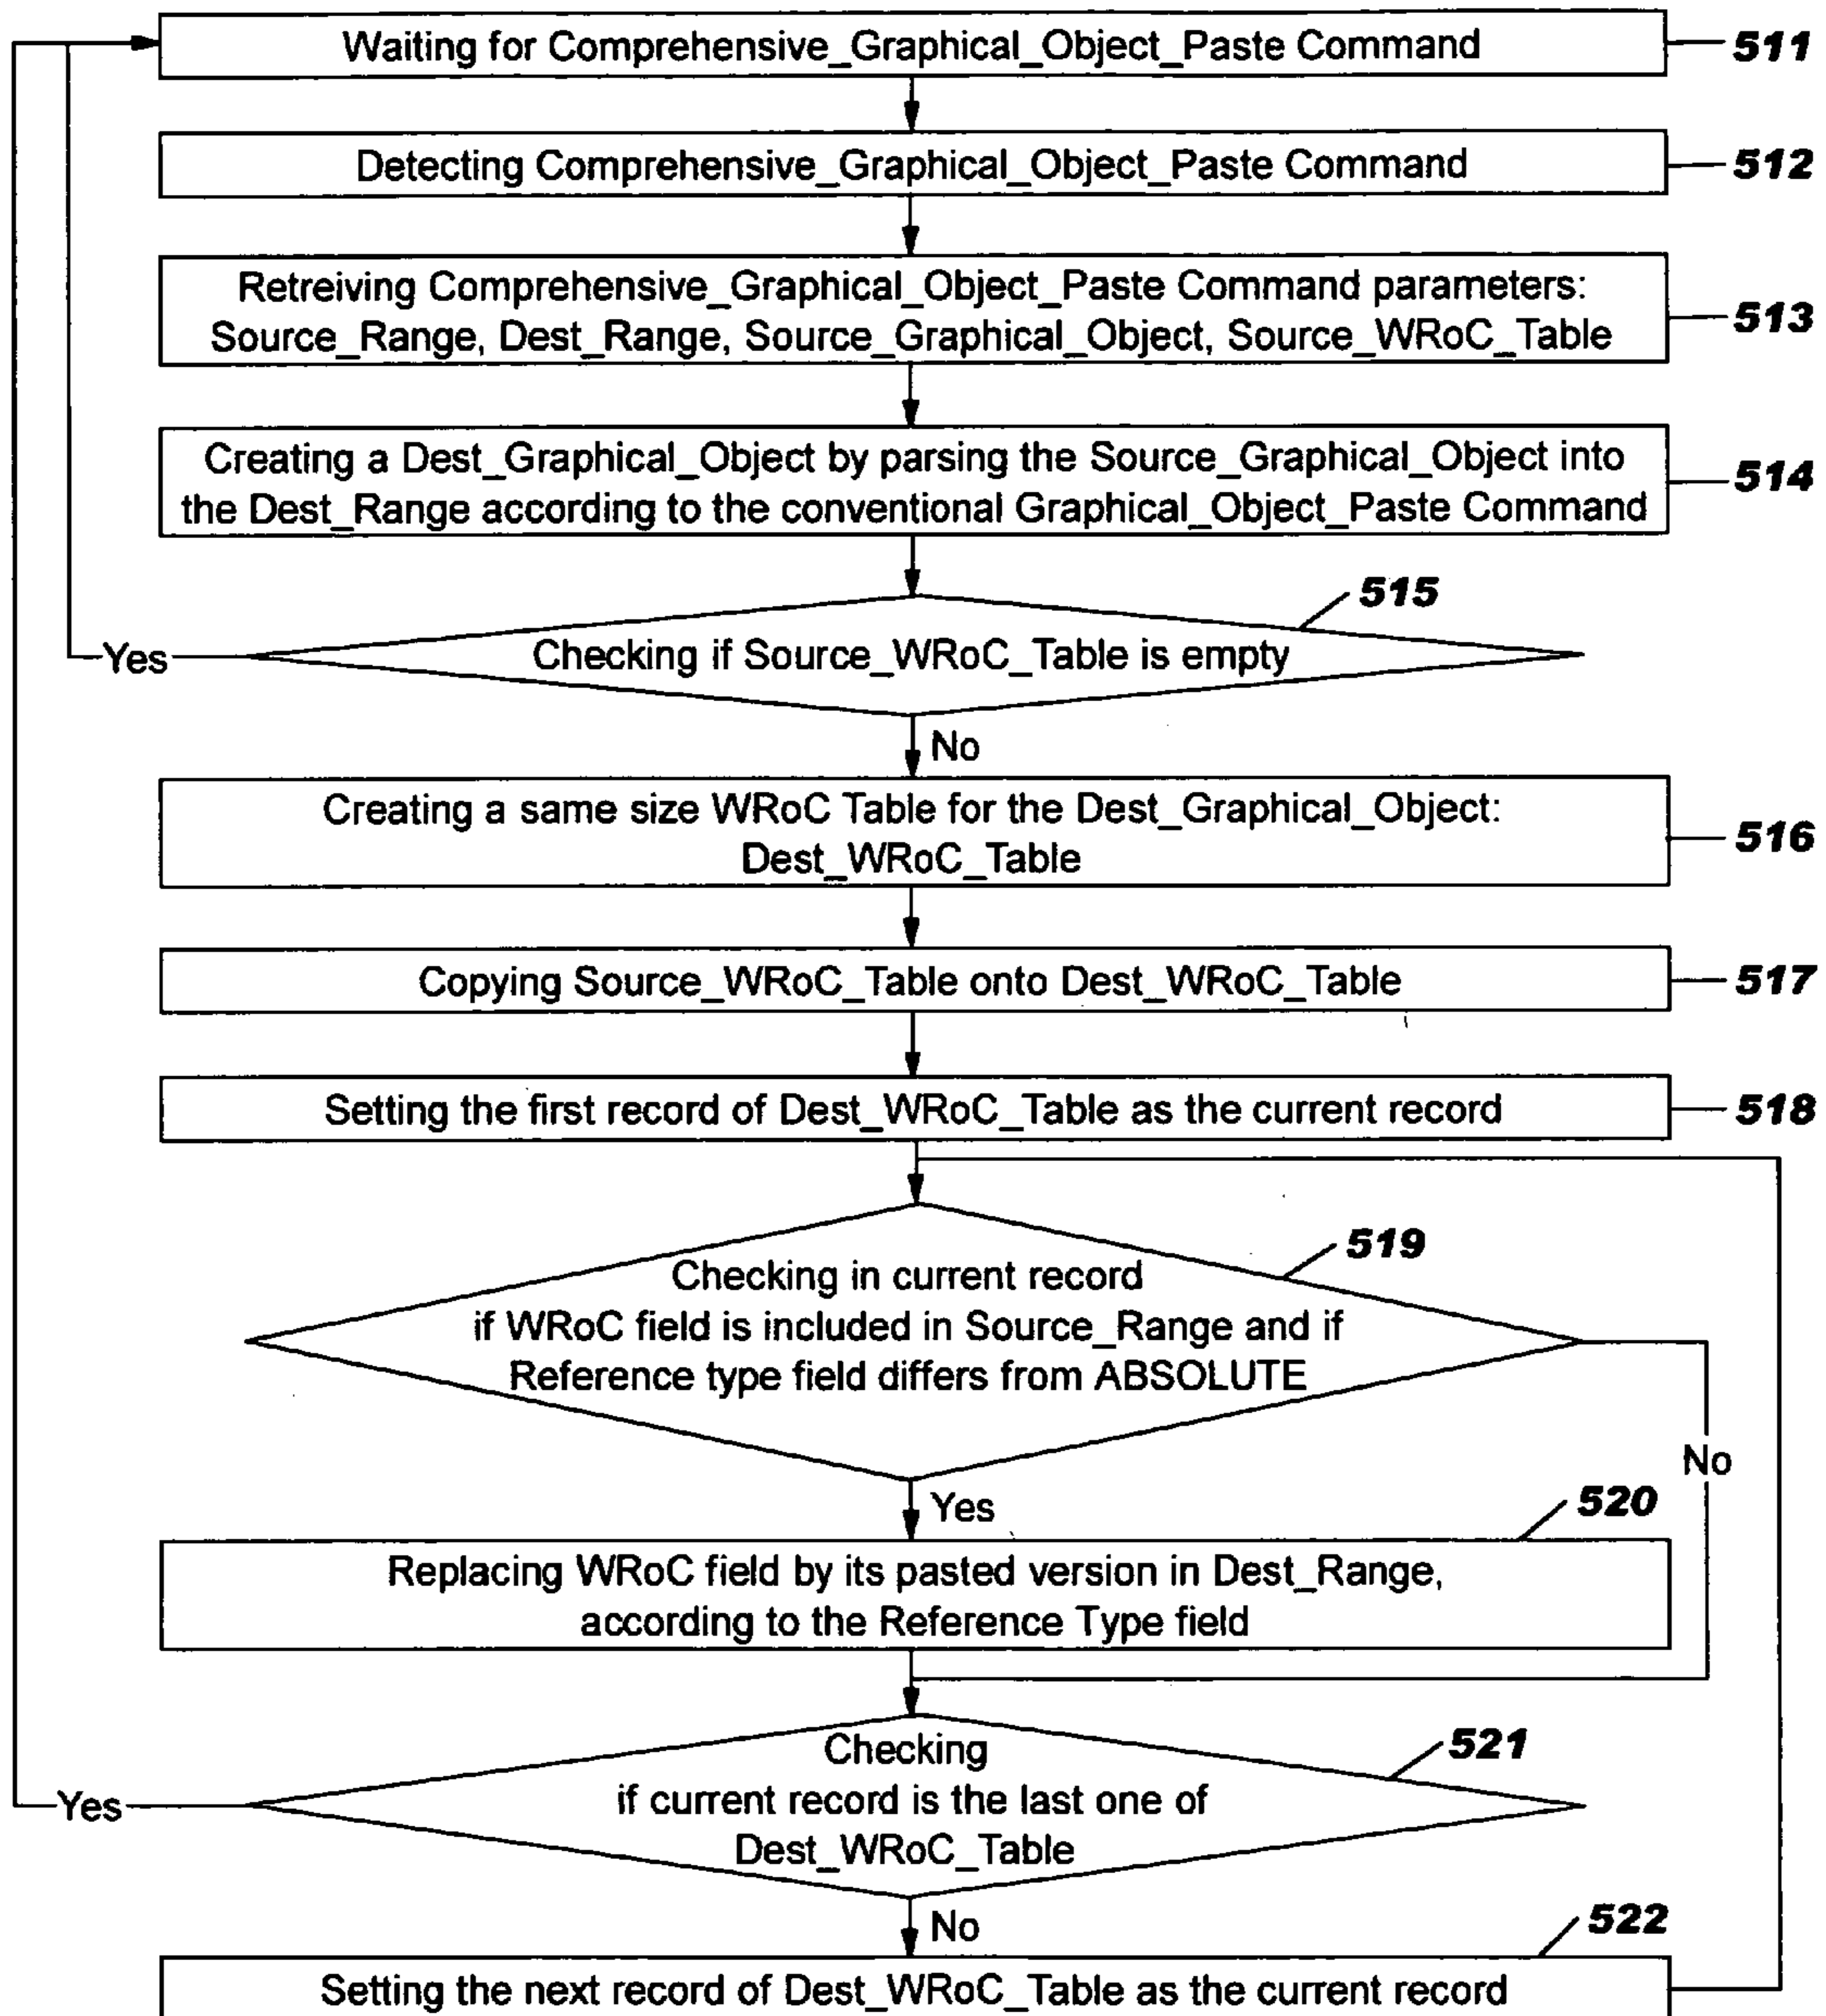 Waiting for Comprehensive_Graphical_Object_Paste Command
511
Detecting Comprehensive_Graphical_Object_Paste Command
512
Retreiving Comprehensive_Graphical_Object_Paste Command parameters:
Source_Range, Dest_Range, Source_Graphical_Object, Source_WRoC_Table
513
Creating a Dest_Graphical_Object by parsing the Source_Graphical_Object into
the Dest_Range according to the conventional Graphical_Object_Paste Command
514
515
Checking if Source_WRoC_Table is empty
Yes
No
Creating a same size WRoC Table for the Dest_Graphical_Object:
Dest_WRoC_Table
516
Copying Source_WRoC_Table onto Dest_WRoC_Table
517
Setting the first record of Dest_WRoC_Table as the current record
518
519
Checking in current record
if WRoC field is included in Source_Range and if
Reference type field differs from ABSOLUTE
No
Yes
520
Replacing WRoC field by its pasted version in Dest_Range,
according to the Reference Type field
521
Checking
if current record is the last one of
Dest_WRoC_Table
Yes
No
522
Setting the next record of Dest_WRoC_Table as the current record